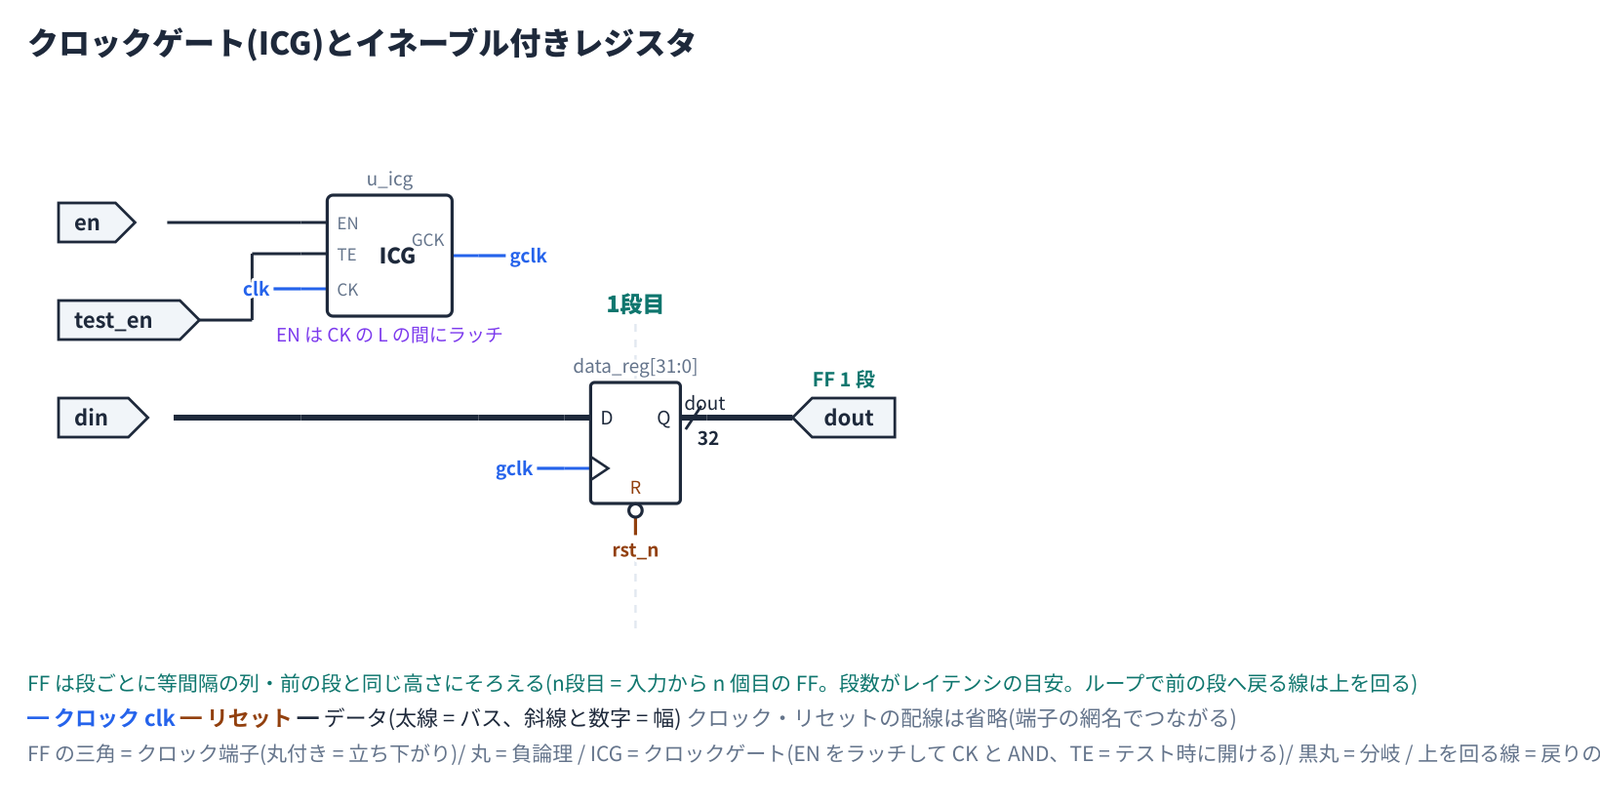 クロックゲート(ICG)とイネーブル付きレジスタ
u_icg
en
EN
GCK
ICG
TE
gclk
clk
CK
test_en
EN は CK の L の間にラッチ
1段目
data_reg[31:0]
FF 1 段
dout
din
D
Q
dout
32
gclk
R
rst_n
FF は段ごとに等間隔の列・前の段と同じ高さにそろえる(n段目 = 入力から n 個目の FF。段数がレイテンシの目安。ループで前の段へ戻る線は上を回る)
━ クロック clk ━ リセット ━ データ(太線 = バス、斜線と数字 = 幅) クロック・リセットの配線は省略(端子の網名でつながる)
FF の三角 = クロック端子(丸付き = 立ち下がり)/ 丸 = 負論理 / ICG = クロックゲート(EN をラッチして CK と AND、TE = テスト時に開ける)/ 黒丸 = 分岐 / 上を回る線 = 戻りの